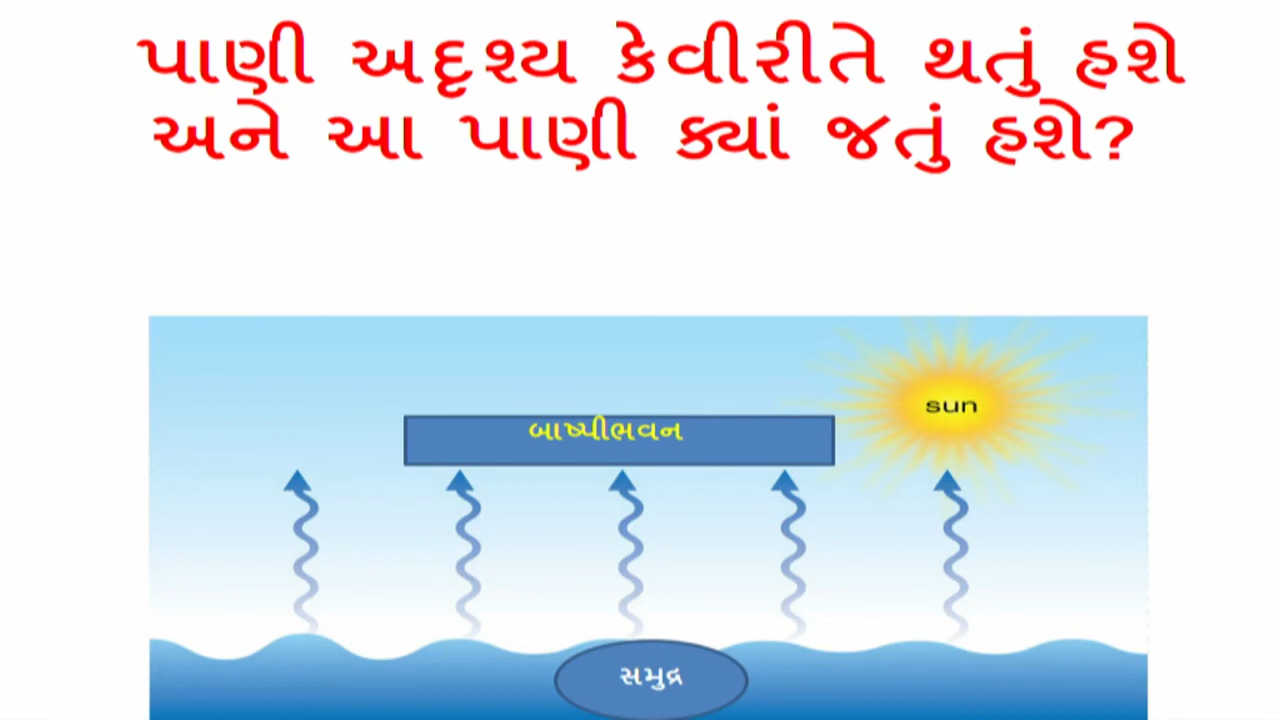 પાણી અદૃશ્ય કેવીરીતે થતું હશે
અને આ પાણી ક્યાં જતું હશે?
sun
બાષ્પીભવન
સમુદ્ર